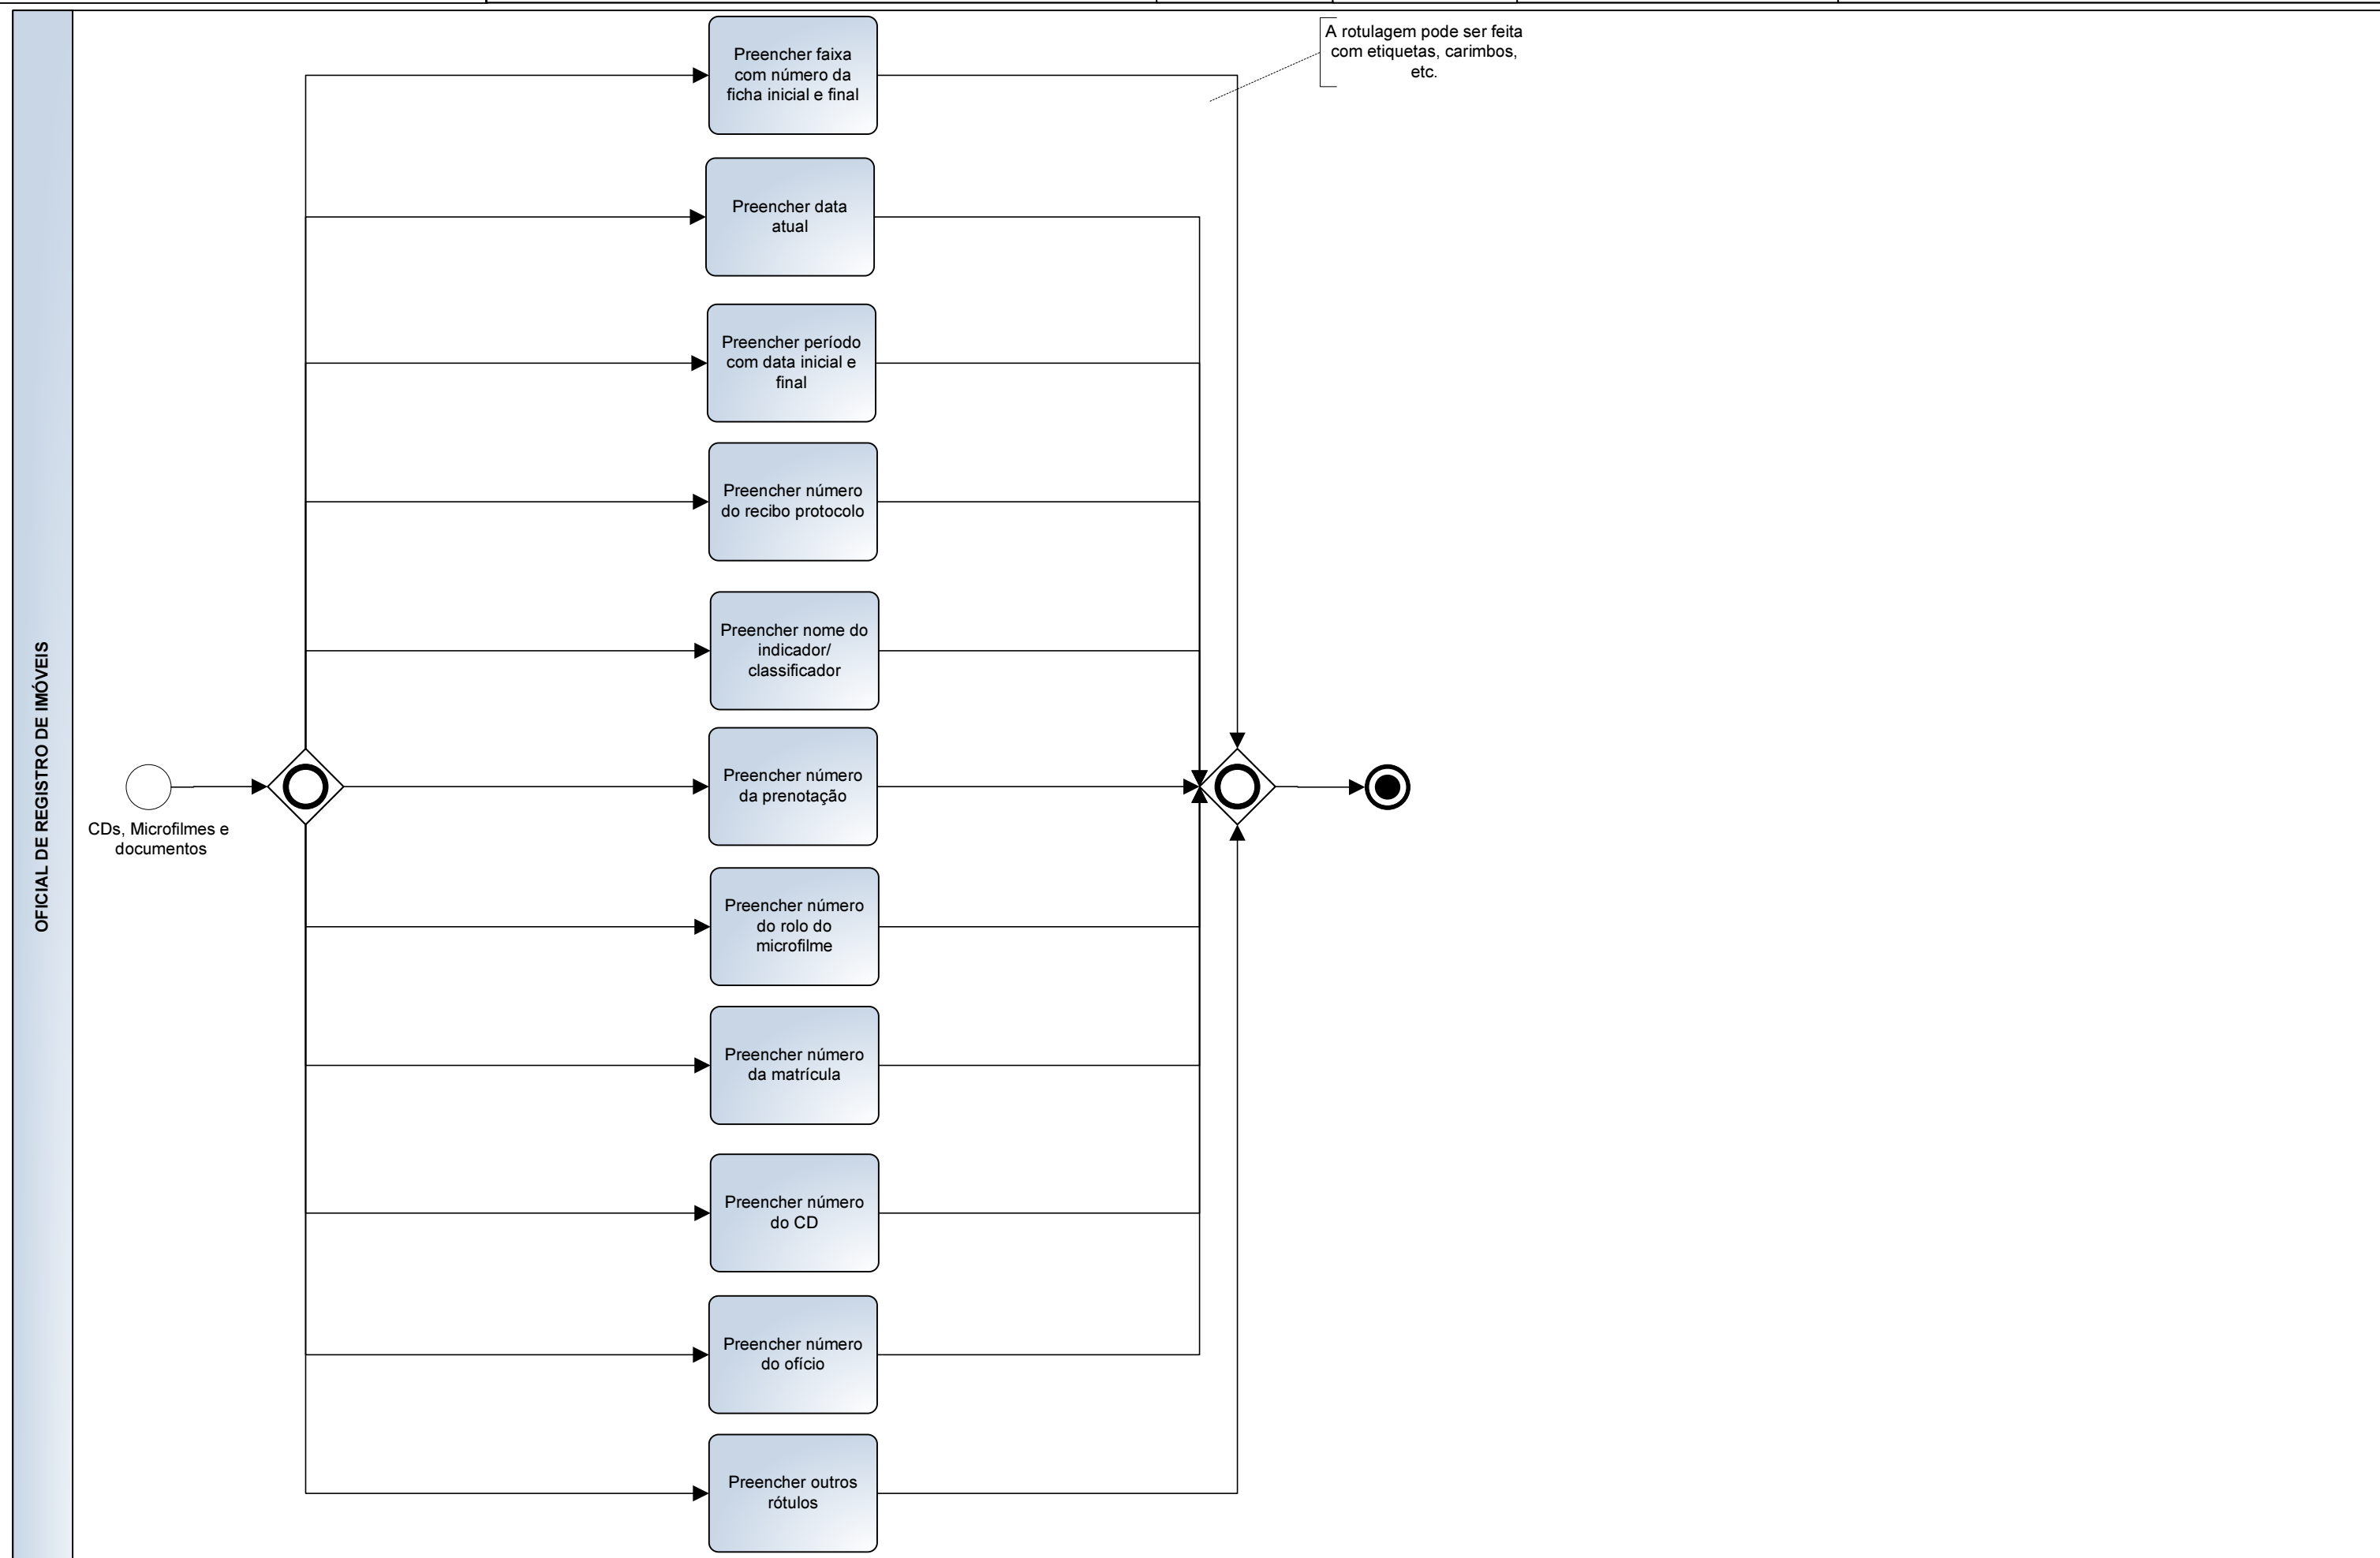 Preencher faixa
com número da
ficha inicial e final
A rotulagem pode ser feita
com etiquetas, carimbos,
etc.
Preencher data
atual
Preencher período
com data inicial e
final
Preencher número
do recibo protocolo
Preencher nome do
indicador/
classificador
OFICIAL DE REGISTRO DE IMÓVEIS
CDs, Microfilmes e
documentos
Preencher número
da prenotação
Preencher número
do rolo do
microfilme
Preencher número
da matrícula
Preencher número
do CD
Preencher número
do ofício
Preencher outros
rótulos